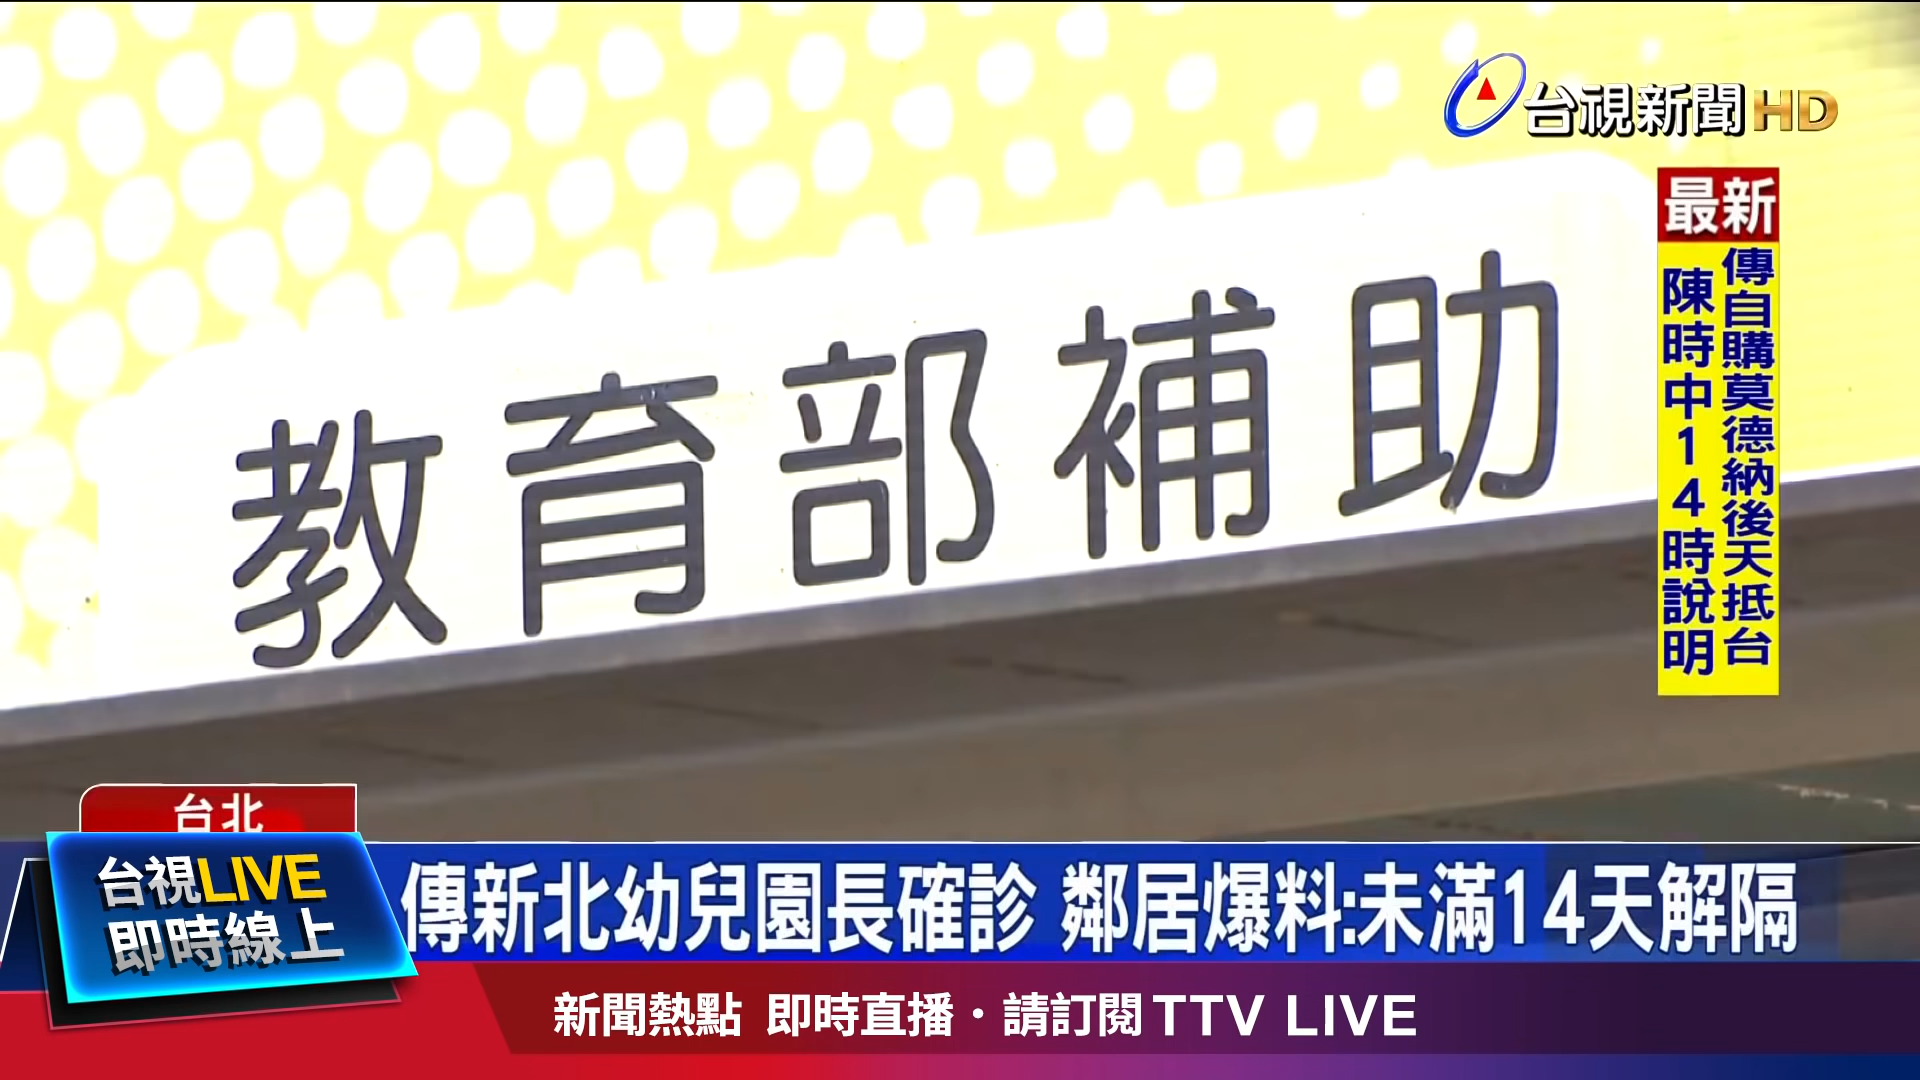 台視新聞HD
最新
傳自購莫德納後天抵台
陳時中14時說明
教育部補助
台北
台視LIVE
即時線上
傳新北幼兒園長確診 鄰居爆料:未滿14天解隔
新聞熱點 即時直播・請訂閱TTV LIVE